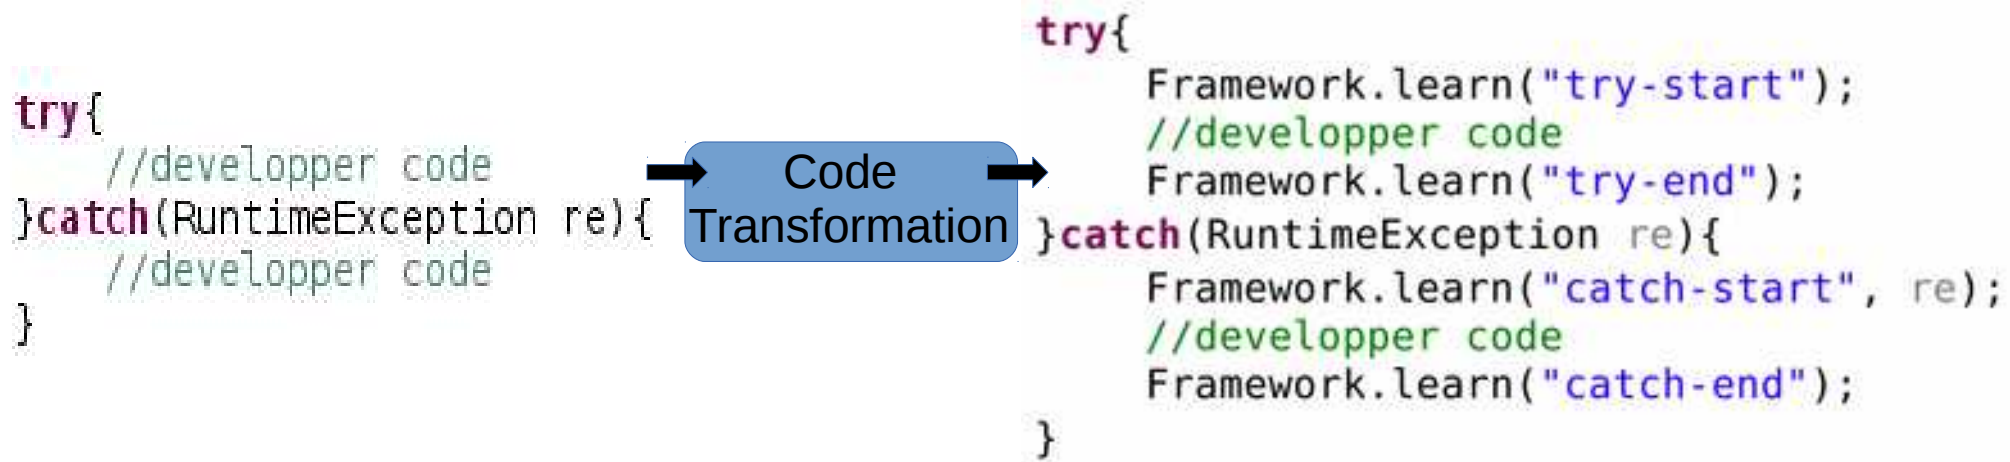 try{
//developper code
}catch(RuntimeException re){
//developper code
}
Code
Transformation
try{
Framework.learn("try-start");
//developper code
Framework.learn("try-end");
}catch(RuntimeException re){
Framework.learn("catch-start", re);
//developper code
Framework.learn("catch-end");
}